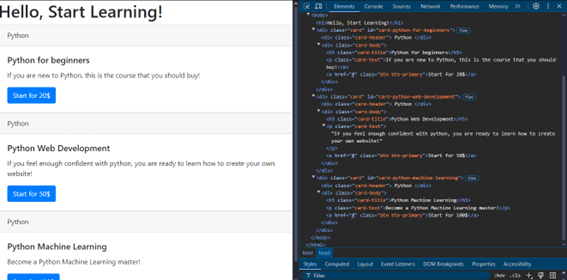 Hello, Start Learning!
Python
Python for beginners
If you are new to Python, this is the course that you should buy!
Start for 20$
Python
Python Web Development
If you feel enough confident with python, you are ready to learn how to create your own
website!
Start for 50$
Python
Python Machine Learning
Become a Python Machine Learning master!
Elements Console Sources Network Performance Memory
<body>
<h1>Hello, Start Learning!</h1>
<div class="card" id="card-python-for-beginners"> flex
<div class="card-header"> Python </div>
<div class="card-body">
<h5 class="card-title">Python for beginners</h5>
<p class="card-text">If you are new to Python, this is the course that you should
buy!</p>
<a href="#" class="btn btn-primary">Start for 20$</a>
</div>
</div>
<div class="card" id="card-python-web-development"> flex
<div class="card-header"> Python </div>
<div class="card-body">
<h5 class="card-title">Python Web Development</h5>
<p class="card-text">
"If you feel enough confident with python, you are ready to learn how to create
your own website!"
</p>
<a href="#" class="btn btn-primary">Start for 50$</a>
</div>
</div>
<div class="card" id="card-python-machine-learning"> flex
<div class="card-header"> Python </div>
<div class="card-body">
<h5 class="card-title">Python Machine Learning</h5>
<p class="card-text">Become a Python Machine Learning master!</p>
<a href="#" class="btn btn-primary">Start for 100$</a>
</div>
</div>
</body>
</html>
html head
Styles Computed Layout Event Listeners DOM Breakpoints Properties Accessibility
Filter :hov .cls